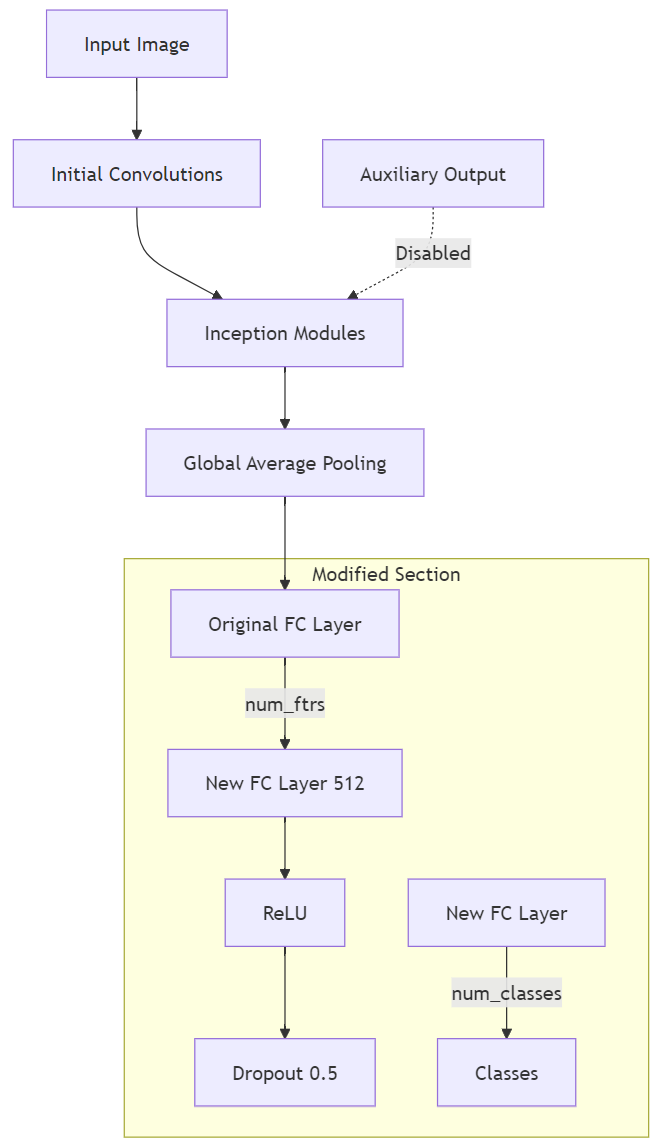 Input Image
Initial Convolutions
Auxiliary Output
Disabled
Inception Modules
Global Average Pooling
Modified Section
Original FC Layer
num_ftrs
New FC Layer 512
ReLU
New FC Layer
num_classes
Dropout 0.5
Classes